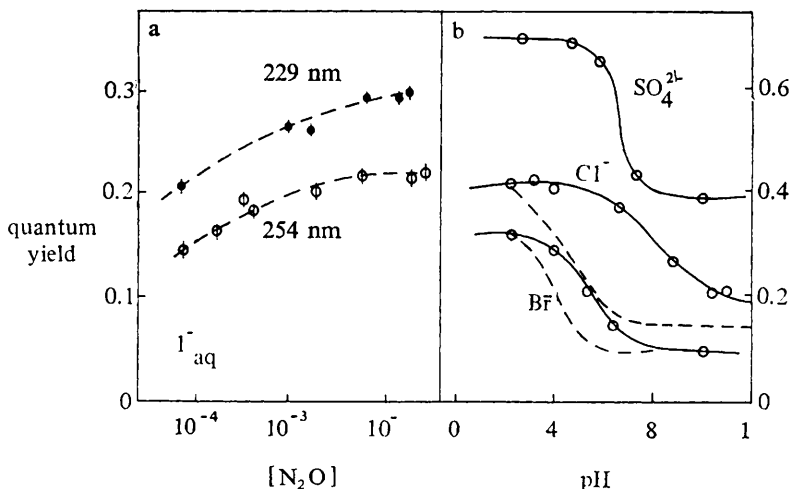 a
b
229 nm
254 nm
I⁻aq
0.3
0.2
0.1
0
quantum
yield
10⁻⁴
10⁻³
10⁻
[N₂O]
SO₄²⁻
Cl⁻
Br⁻
0.6
0.4
0.2
0
0
4
8
1
pH